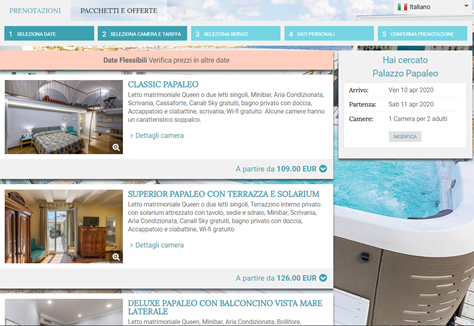 PRENOTAZIONI PACCHETTI E OFFERTE Italiano
1 SELEZIONA DATE 2 SELEZIONA CAMERA E TARIFFA 3 SELEZIONA SERVIZI 4 DATI PERSONALI 5 CONFERMA PRENOTAZIONE
Date Flessibili Verifica prezzi in altre date
CLASSIC PAPALEO
Letto matrimoniale Queen o due letti singoli, Minibar, Aria Condizionata,
Scrivania, Cassaforte, Canali Sky gratuiti, bagno privato con doccia,
Accappatoio e ciabattine, scrivania, Wi-fi gratuito. Alcune camere hanno
un caratteristico soppalco.
> Dettagli camera
A partire da 109.00 EUR
SUPERIOR PAPALEO CON TERRAZZA E SOLARIUM
Letto matrimoniale Queen o due letti singoli, Terrazzino interno privato
con solarium attrezzato con tavolo, sedie e sdraio, Minibar, Scrivania,
Aria Condizionata, Canali Sky gratuiti, bagno privato con doccia,
Accappatoio e ciabattine, Wi-fi gratuito
> Dettagli camera
A partire da 126.00 EUR
DELUXE PAPALEO CON BALCONCINO VISTA MARE
LATERALE
Letto matrimoniale Queen, Minibar, Aria Condizionata, Bollitore,
Hai cercato
Palazzo Papaleo
Arrivo: Ven 10 apr 2020
Partenza: Sab 11 apr 2020
Camere: 1 Camera per 2 adulti
MODIFICA